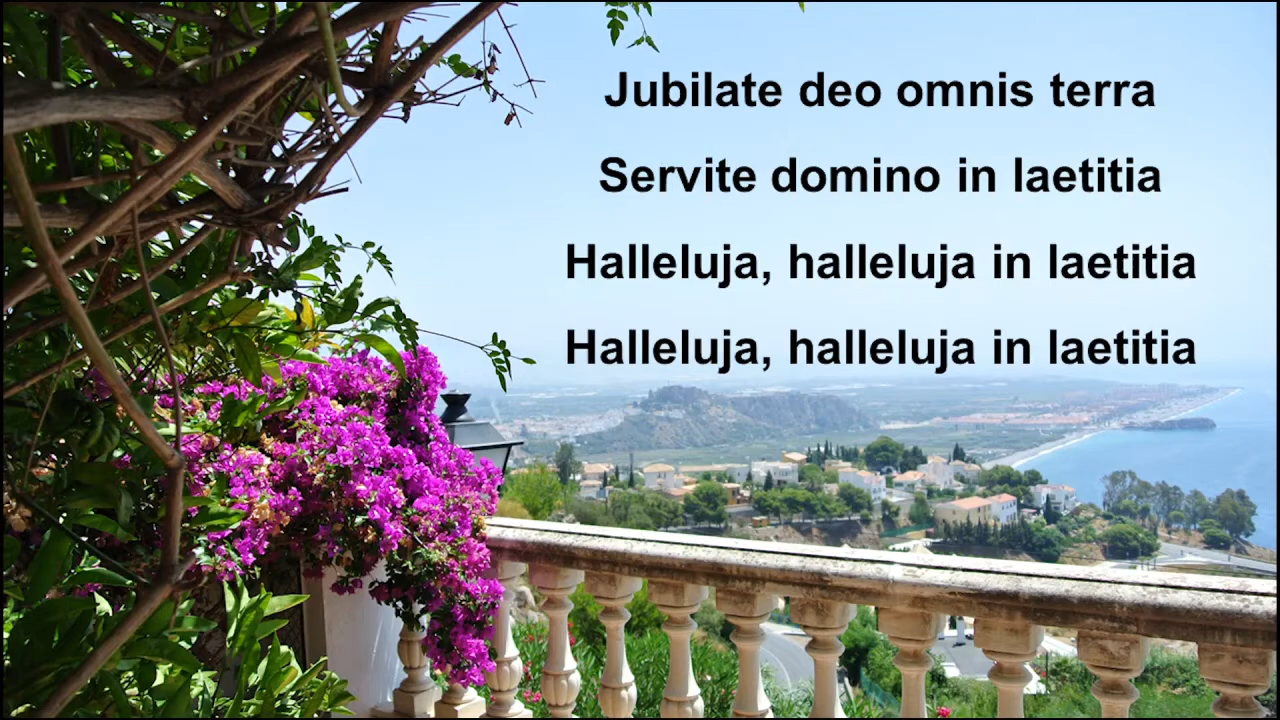 Jubilate deo omnis terra
Servite domino in laetitia
Halleluja, halleluja in laetitia
Halleluja, halleluja in laetitia